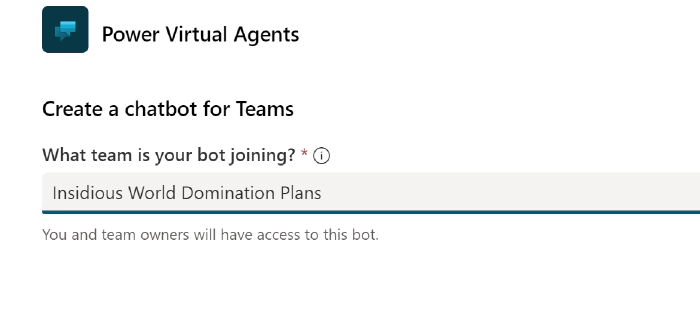 Power Virtual Agents
Create a chatbot for Teams
What team is your bot joining? *
Insidious World Domination Plans
You and team owners will have access to this bot.